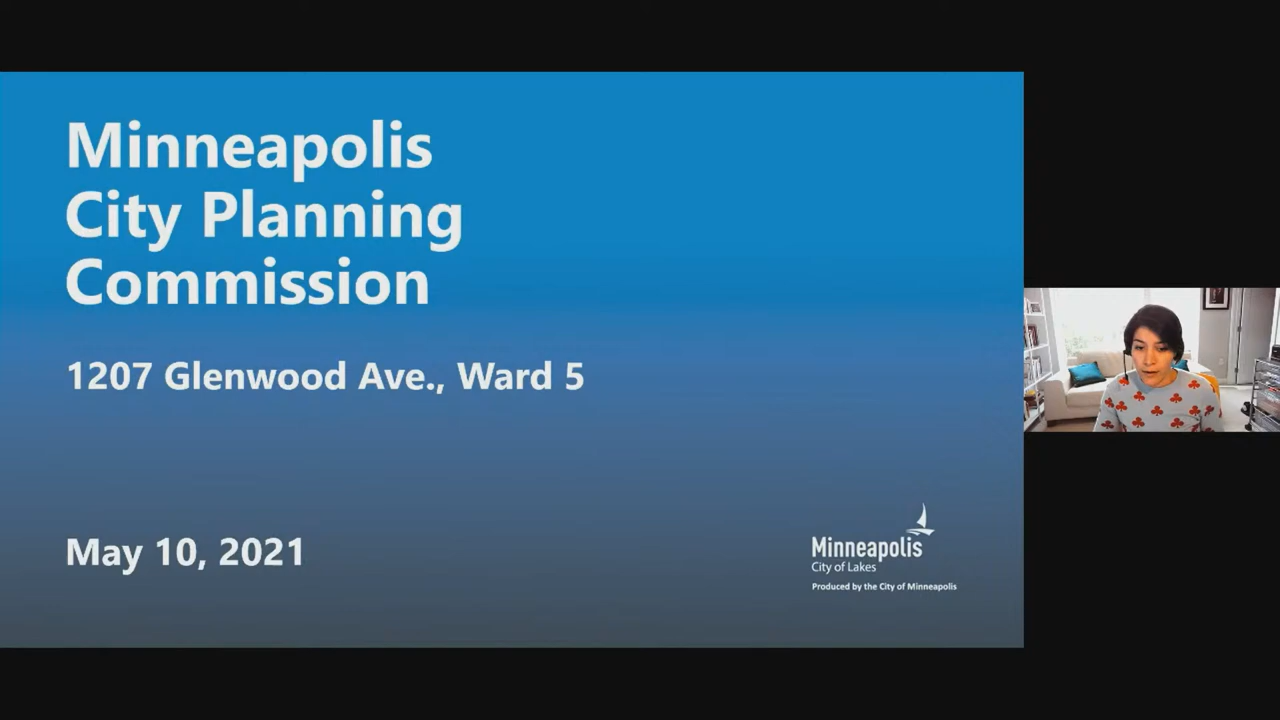 Minneapolis
City Planning
Commission
1207 Glenwood Ave., Ward 5
May 10, 2021
Minneapolis
City of Lakes
Produced by the City of Minneapolis